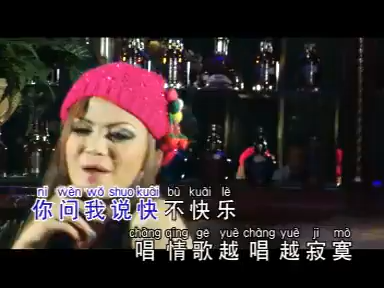 nǐ wèn wǒ shuo kuài bù kuài lè
你问我说快不快乐
chàng qíng gē yuè chàng yuè jì mò
唱情歌越唱越寂寞